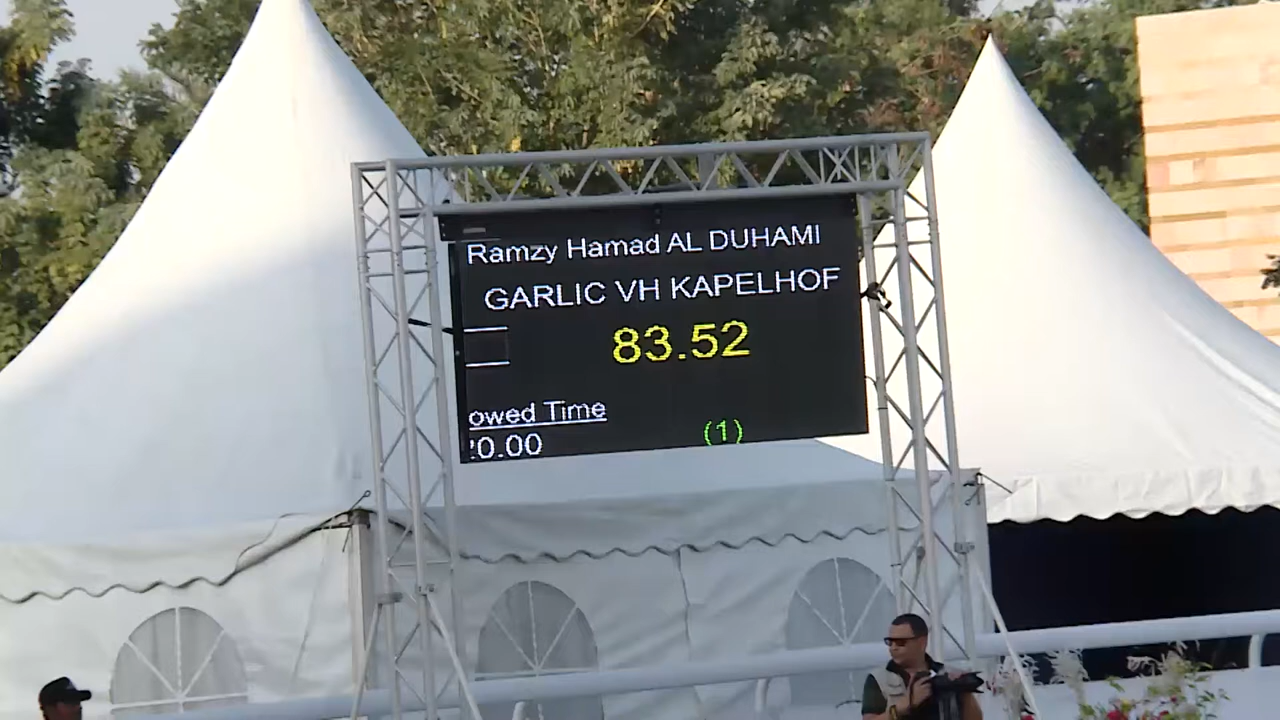 Ramzy Hamad AL DUHAMI
GARLIC VH KAPELHOF
83.52
owed Time
0.00
(1)